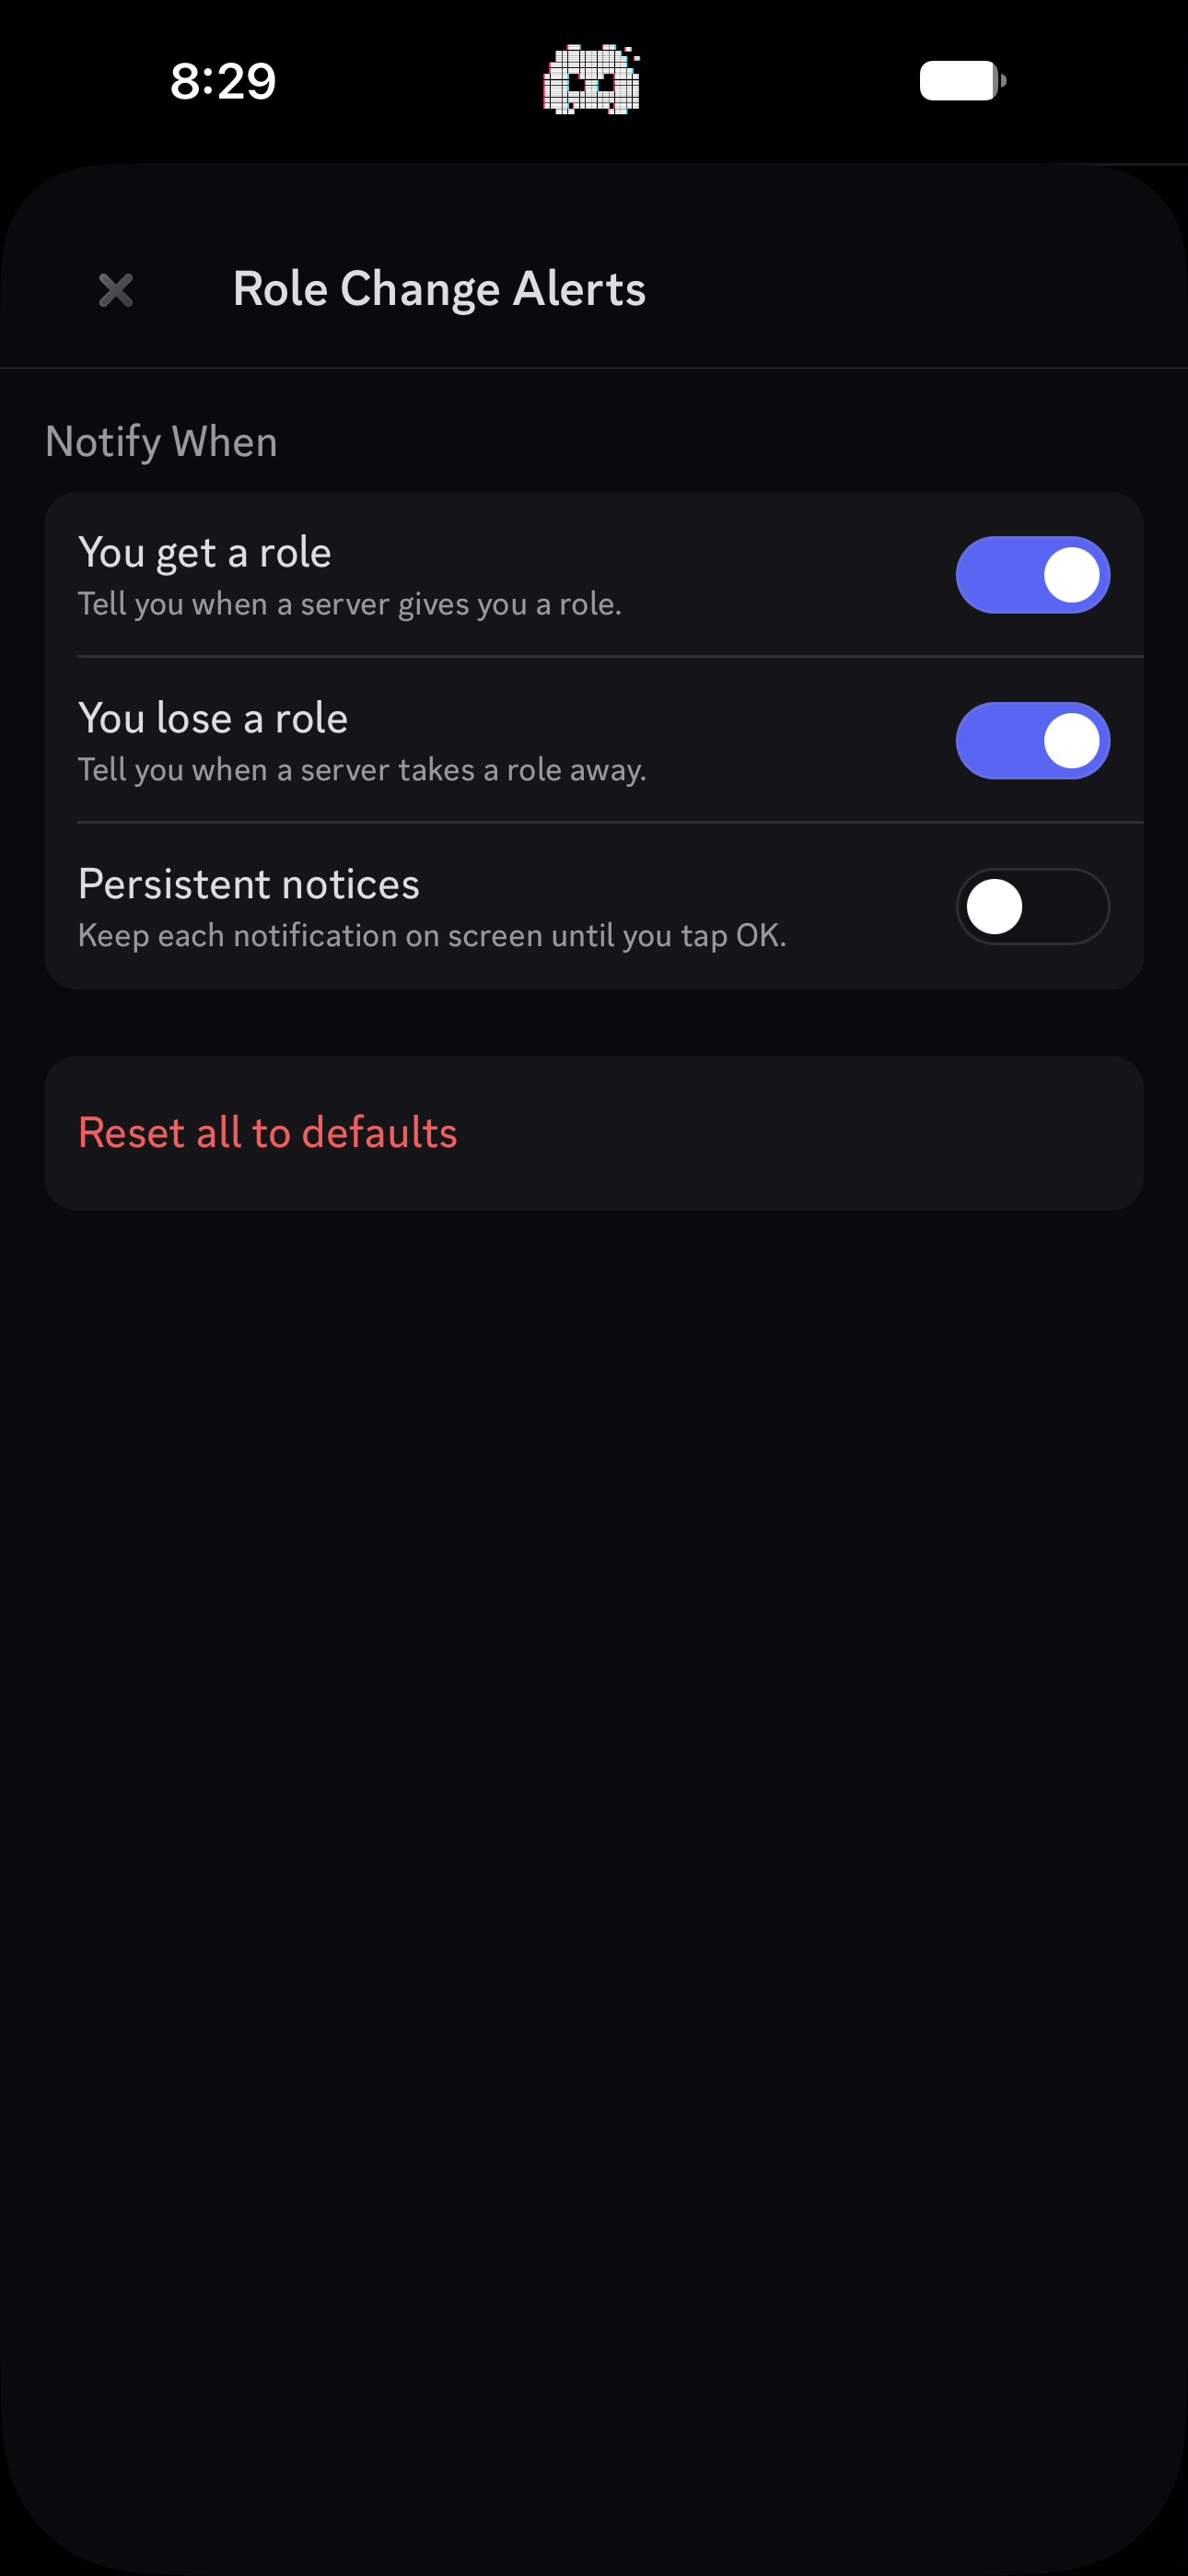 8:29
Role Change Alerts
Notify When
You get a role
Tell you when a server gives you a role.
You lose a role
Tell you when a server takes a role away.
Persistent notices
Keep each notification on screen until you tap OK.
Reset all to defaults